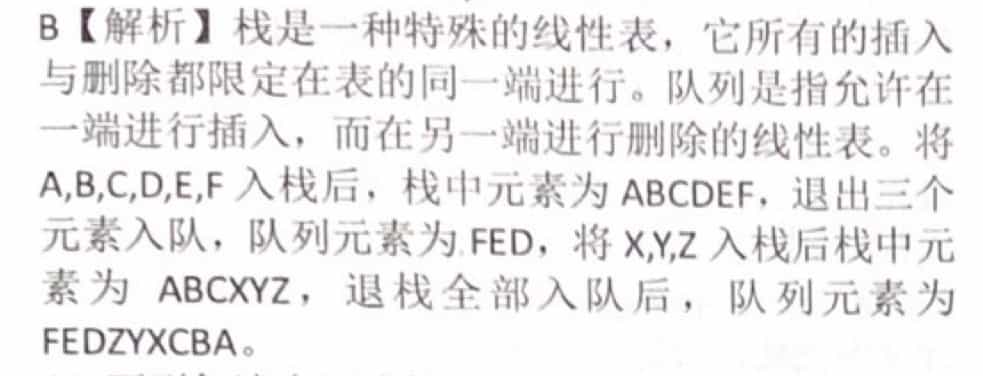 B【解析】栈是一种特殊的线性表，它所有的插入
与删除都限定在表的同一端进行。队列是指允许在
一端进行插入，而在另一端进行删除的线性表。将
A,B,C,D,E,F 入栈后，栈中元素为 ABCDEF，退出三个
元素入队，队列元素为 FED，将 X,Y,Z 入栈后栈中元
素为 ABCXYZ，退栈全部入队后，队列元素为
FEDZYXCBA。